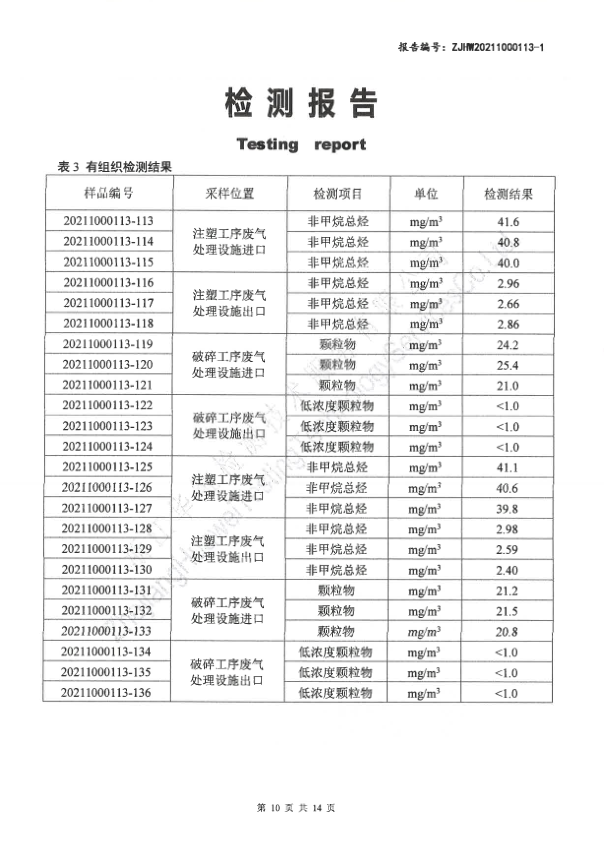 报告编号：ZJHW20211000113-1
检测报告
Testing report
表 3 有组织检测结果
样品编号 采样位置 检测项目 单位 检测结果
20211000113-113 注塑工序废气处理设施进口 非甲烷总烃 mg/m³ 41.6
20211000113-114 非甲烷总烃 mg/m³ 40.8
20211000113-115 非甲烷总烃 mg/m³ 40.0
20211000113-116 注塑工序废气处理设施出口 非甲烷总烃 mg/m³ 2.96
20211000113-117 非甲烷总烃 mg/m³ 2.66
20211000113-118 非甲烷总烃 mg/m³ 2.86
20211000113-119 破碎工序废气处理设施进口 颗粒物 mg/m³ 24.2
20211000113-120 颗粒物 mg/m³ 25.4
20211000113-121 颗粒物 mg/m³ 21.0
20211000113-122 破碎工序废气处理设施出口 低浓度颗粒物 mg/m³ <1.0
20211000113-123 低浓度颗粒物 mg/m³ <1.0
20211000113-124 低浓度颗粒物 mg/m³ <1.0
20211000113-125 注塑工序废气处理设施进口 非甲烷总烃 mg/m³ 41.1
20211000113-126 非甲烷总烃 mg/m² 40.6
20211000113-127 非甲烷总烃 mg/m³ 39.8
20211000113-128 注塑工序废气处理设施出口 非甲烷总烃 mg/m³ 2.98
20211000113-129 非甲烷总烃 mg/m³ 2.59
20211000113-130 非甲烷总烃 mg/m³ 2.40
20211000113-131 破碎工序废气处理设施进口 颗粒物 mg/m³ 21.2
20211000113-132 颗粒物 mg/m³ 21.5
20211000113-133 颗粒物 mg/m³ 20.8
20211000113-134 破碎工序废气处理设施出口 低浓度颗粒物 mg/m³ <1.0
20211000113-135 低浓度颗粒物 mg/m³ <1.0
20211000113-136 低浓度颗粒物 mg/m³ <1.0
第 10 页 共 14 页